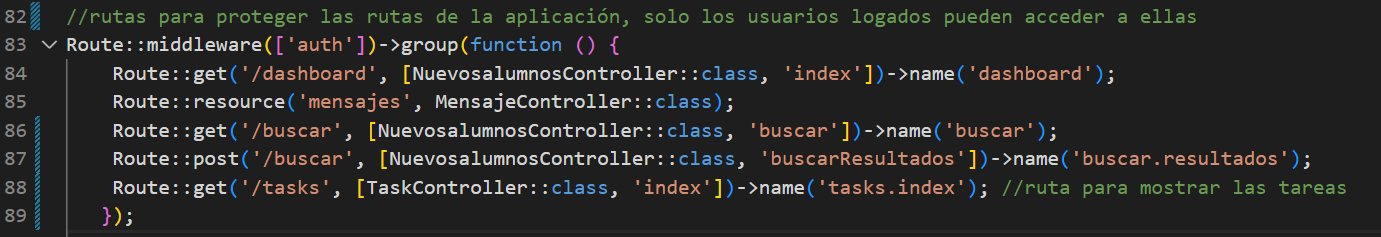 82 //rutas para proteger las rutas de la aplicación, solo los usuarios logados pueden acceder a ellas
83 Route::middleware(['auth'])->group(function () {
84 Route::get('/dashboard', [NuevosalumnosController::class, 'index'])->name('dashboard');
85 Route::resource('mensajes', MensajeController::class);
86 Route::get('/buscar', [NuevosalumnosController::class, 'buscar'])->name('buscar');
87 Route::post('/buscar', [NuevosalumnosController::class, 'buscarResultados'])->name('buscar.resultados');
88 Route::get('/tasks', [TaskController::class, 'index'])->name('tasks.index'); //ruta para mostrar las tareas
89 });